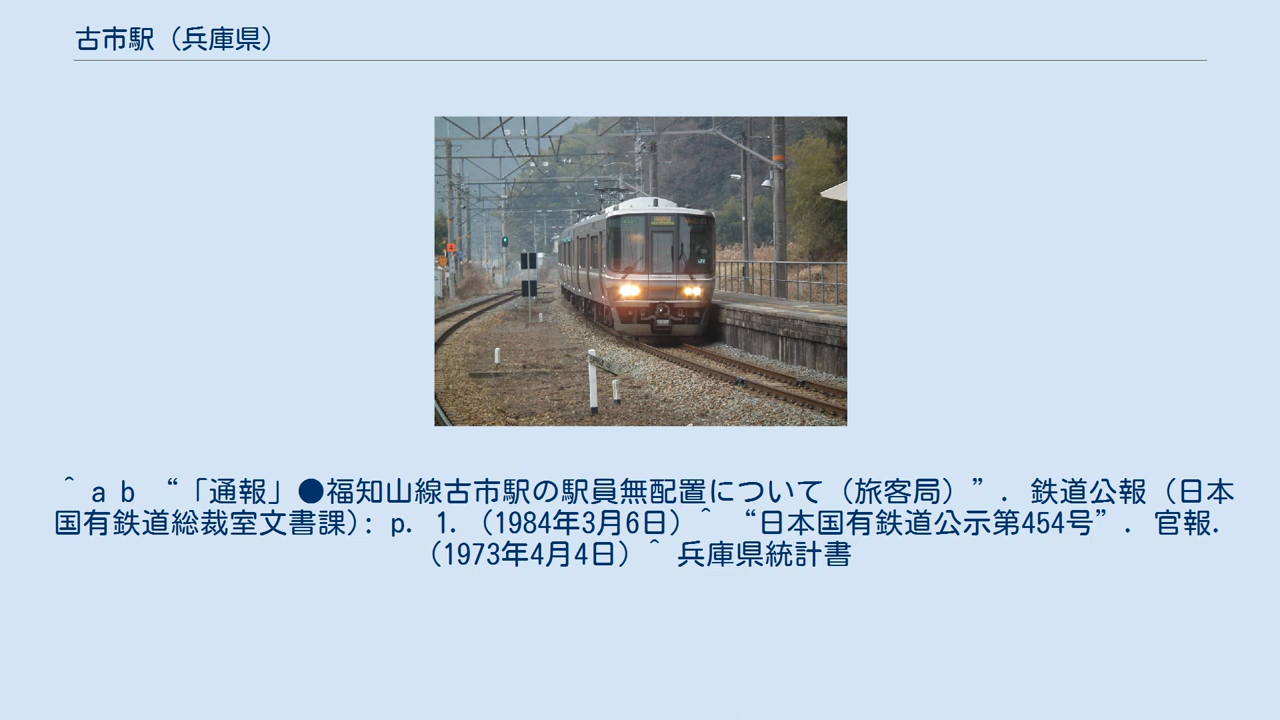 古市駅（兵庫県）
^ a b “「通報」●福知山線古市駅の駅員無配置について（旅客局）”. 鉄道公報 (日本
国有鉄道総裁室文書課): p. 1. (1984年3月6日) ^ “日本国有鉄道公示第454号”. 官報.
(1973年4月4日) ^ 兵庫県統計書